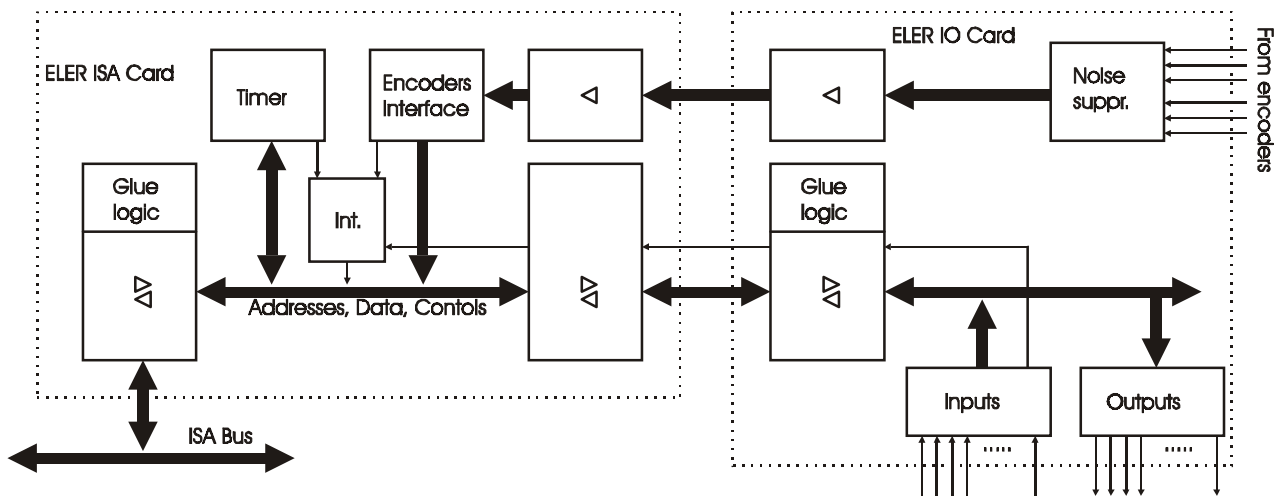 ELER ISA Card
Timer
Encoders
Interface
ELER IO Card
Noise
suppr.
From encoders
Glue
logic
Int.
Glue
logic
Addresses, Data, Contols
Inputs
Outputs
ISA Bus